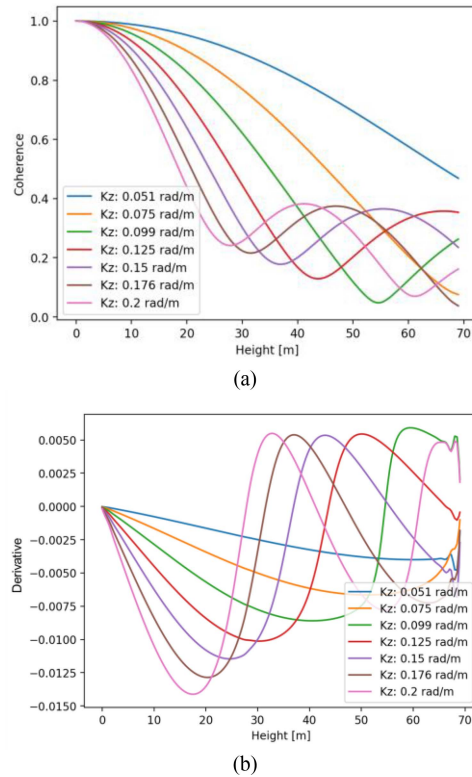 1.0
0.8
0.6
0.4
0.2
0.0
Coherence
Kz: 0.051 rad/m
Kz: 0.075 rad/m
Kz: 0.099 rad/m
Kz: 0.125 rad/m
Kz: 0.15 rad/m
Kz: 0.176 rad/m
Kz: 0.2 rad/m
0 10 20 30 40 50 60 70
Height [m]
(a)
0.0050
0.0025
0.0000
−0.0025
−0.0050
−0.0075
−0.0100
−0.0125
−0.0150
Derivative
Kz: 0.051 rad/m
Kz: 0.075 rad/m
Kz: 0.099 rad/m
Kz: 0.125 rad/m
Kz: 0.15 rad/m
Kz: 0.176 rad/m
Kz: 0.2 rad/m
0 10 20 30 40 50 60 70
Height [m]
(b)